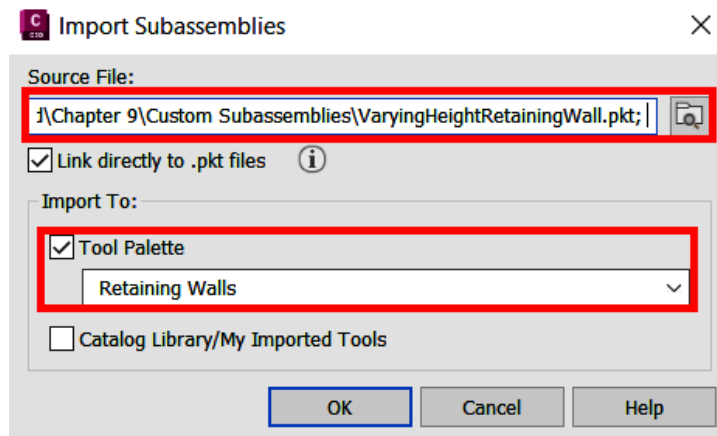 C
C3D
Import Subassemblies
Source File:
d\Chapter 9\Custom Subassemblies\VaryingHeightRetainingWall.pkt;
Link directly to .pkt files
Import To:
Tool Palette
Retaining Walls
Catalog Library/My Imported Tools
OK Cancel Help